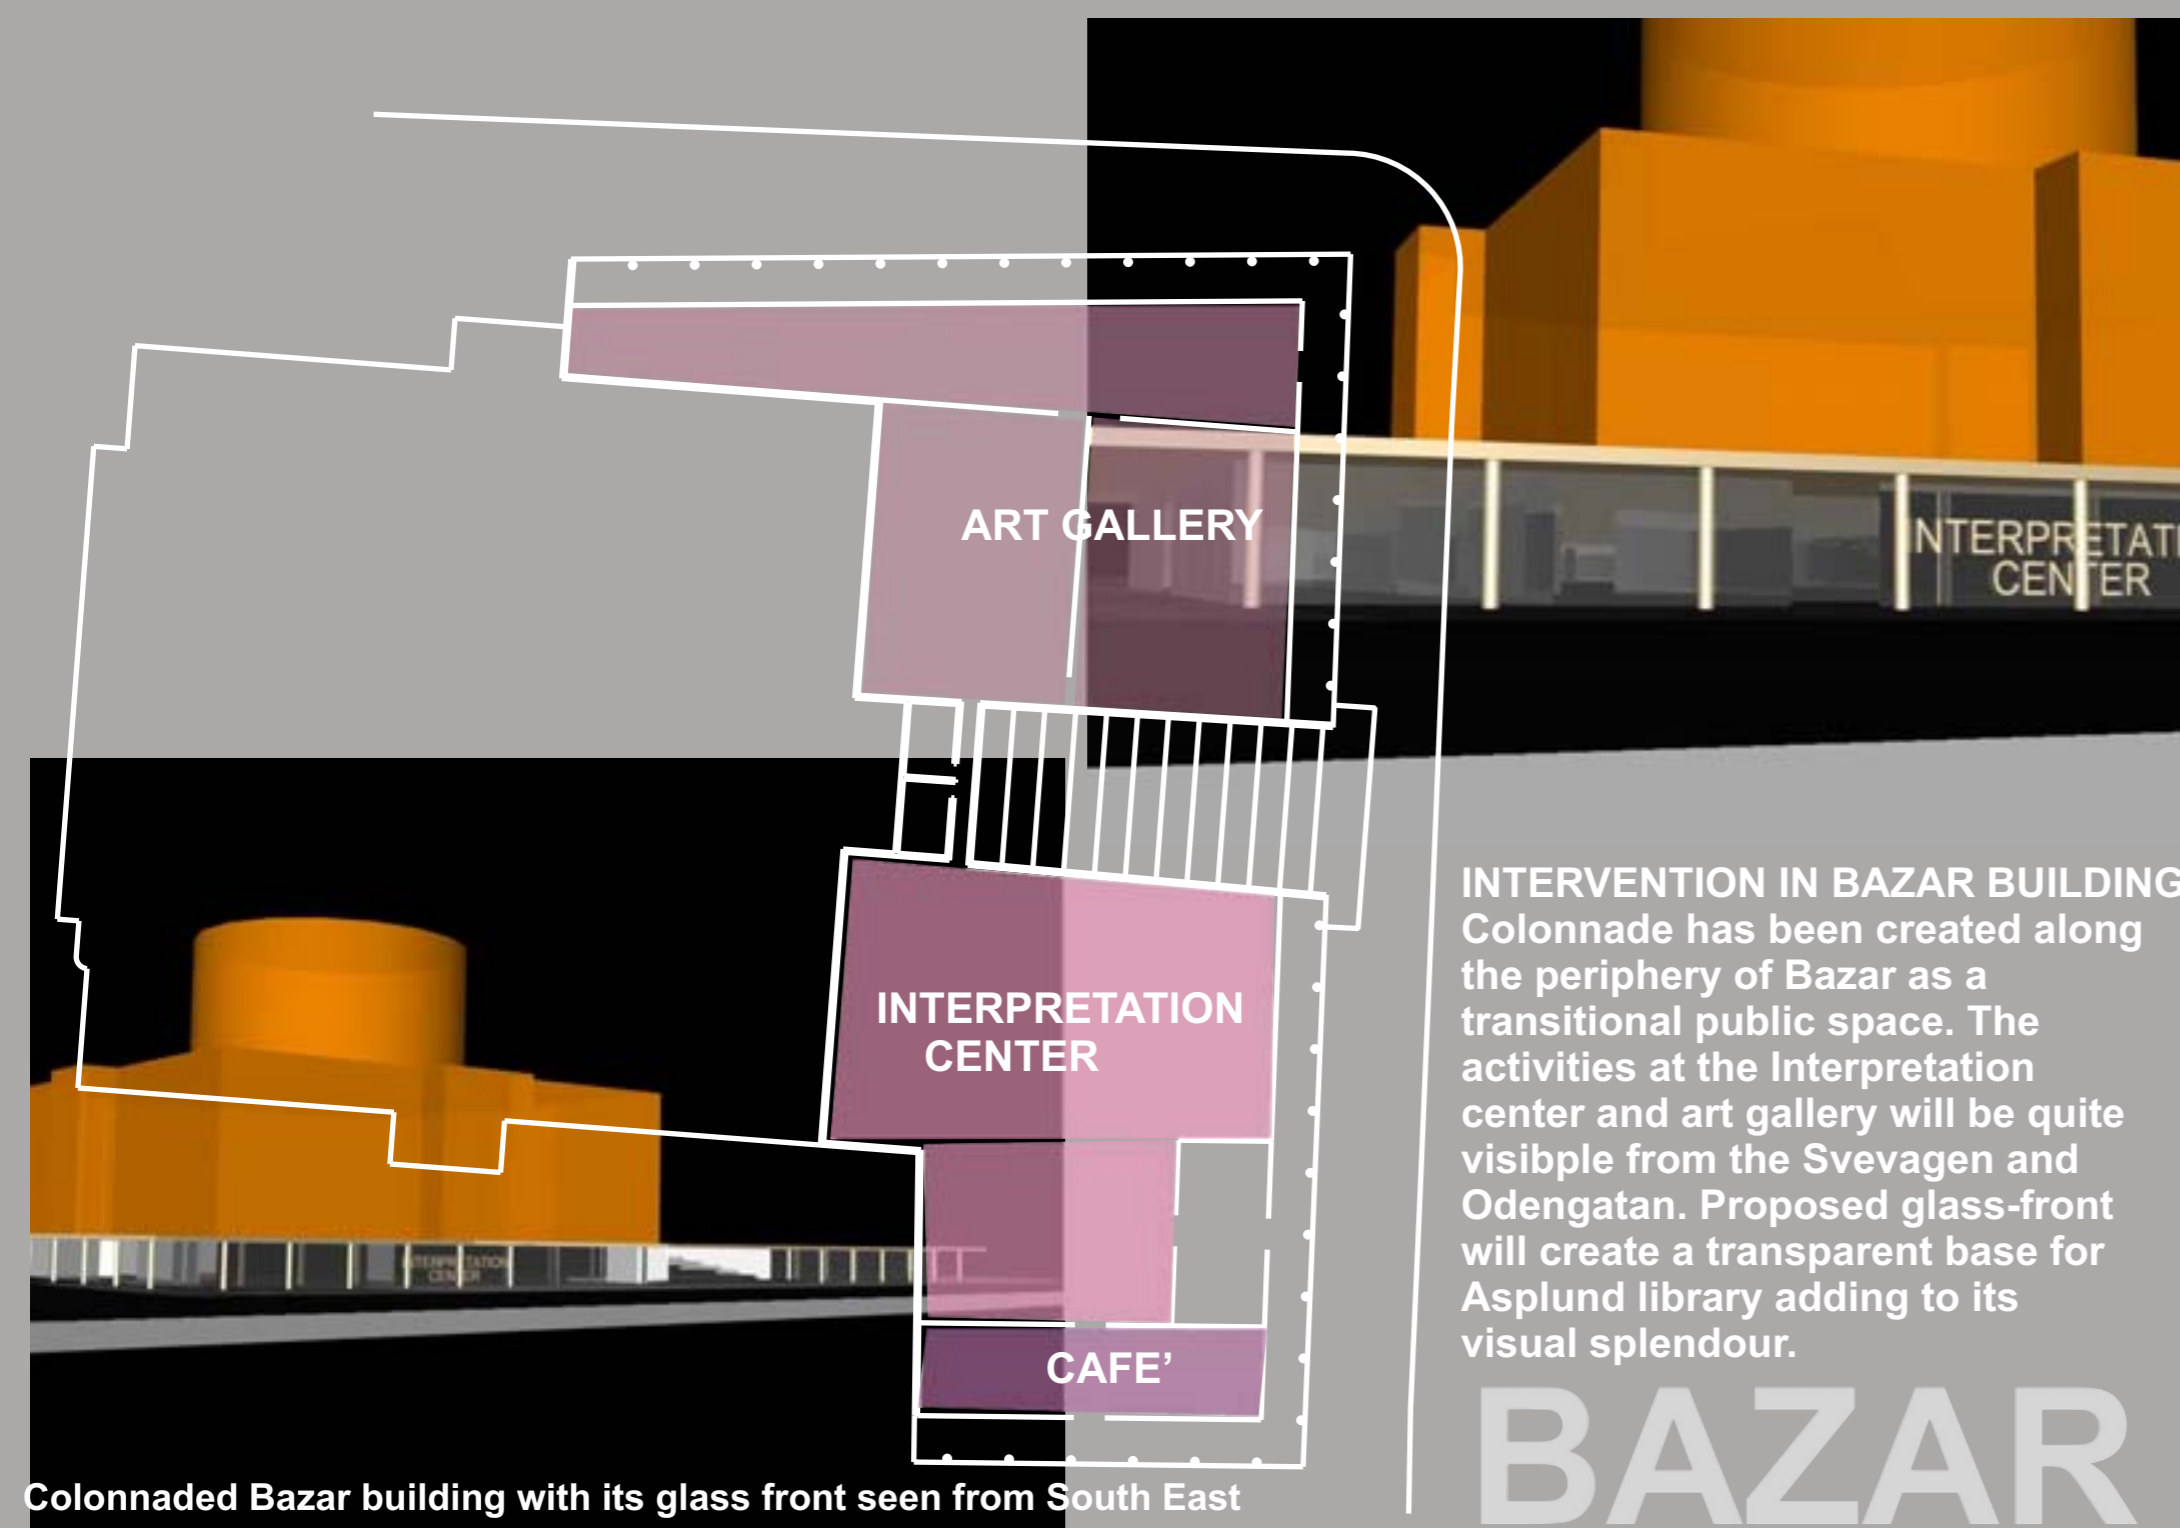 INTERPRETATI
CENTER
ART GALLERY
INTERVENTION IN BAZAR BUILDING
Colonnade has been created along
the periphery of Bazar as a
transitional public space. The
activities at the Interpretation
center and art gallery will be quite
visibple from the Svevagen and
Odengatan. Proposed glass-front
will create a transparent base for
Asplund library adding to its
visual splendour.
INTERPRETATION
CENTER
INTERPRETATION
CENTER
CAFE’
BAZAR
Colonnaded Bazar building with its glass front seen from South East